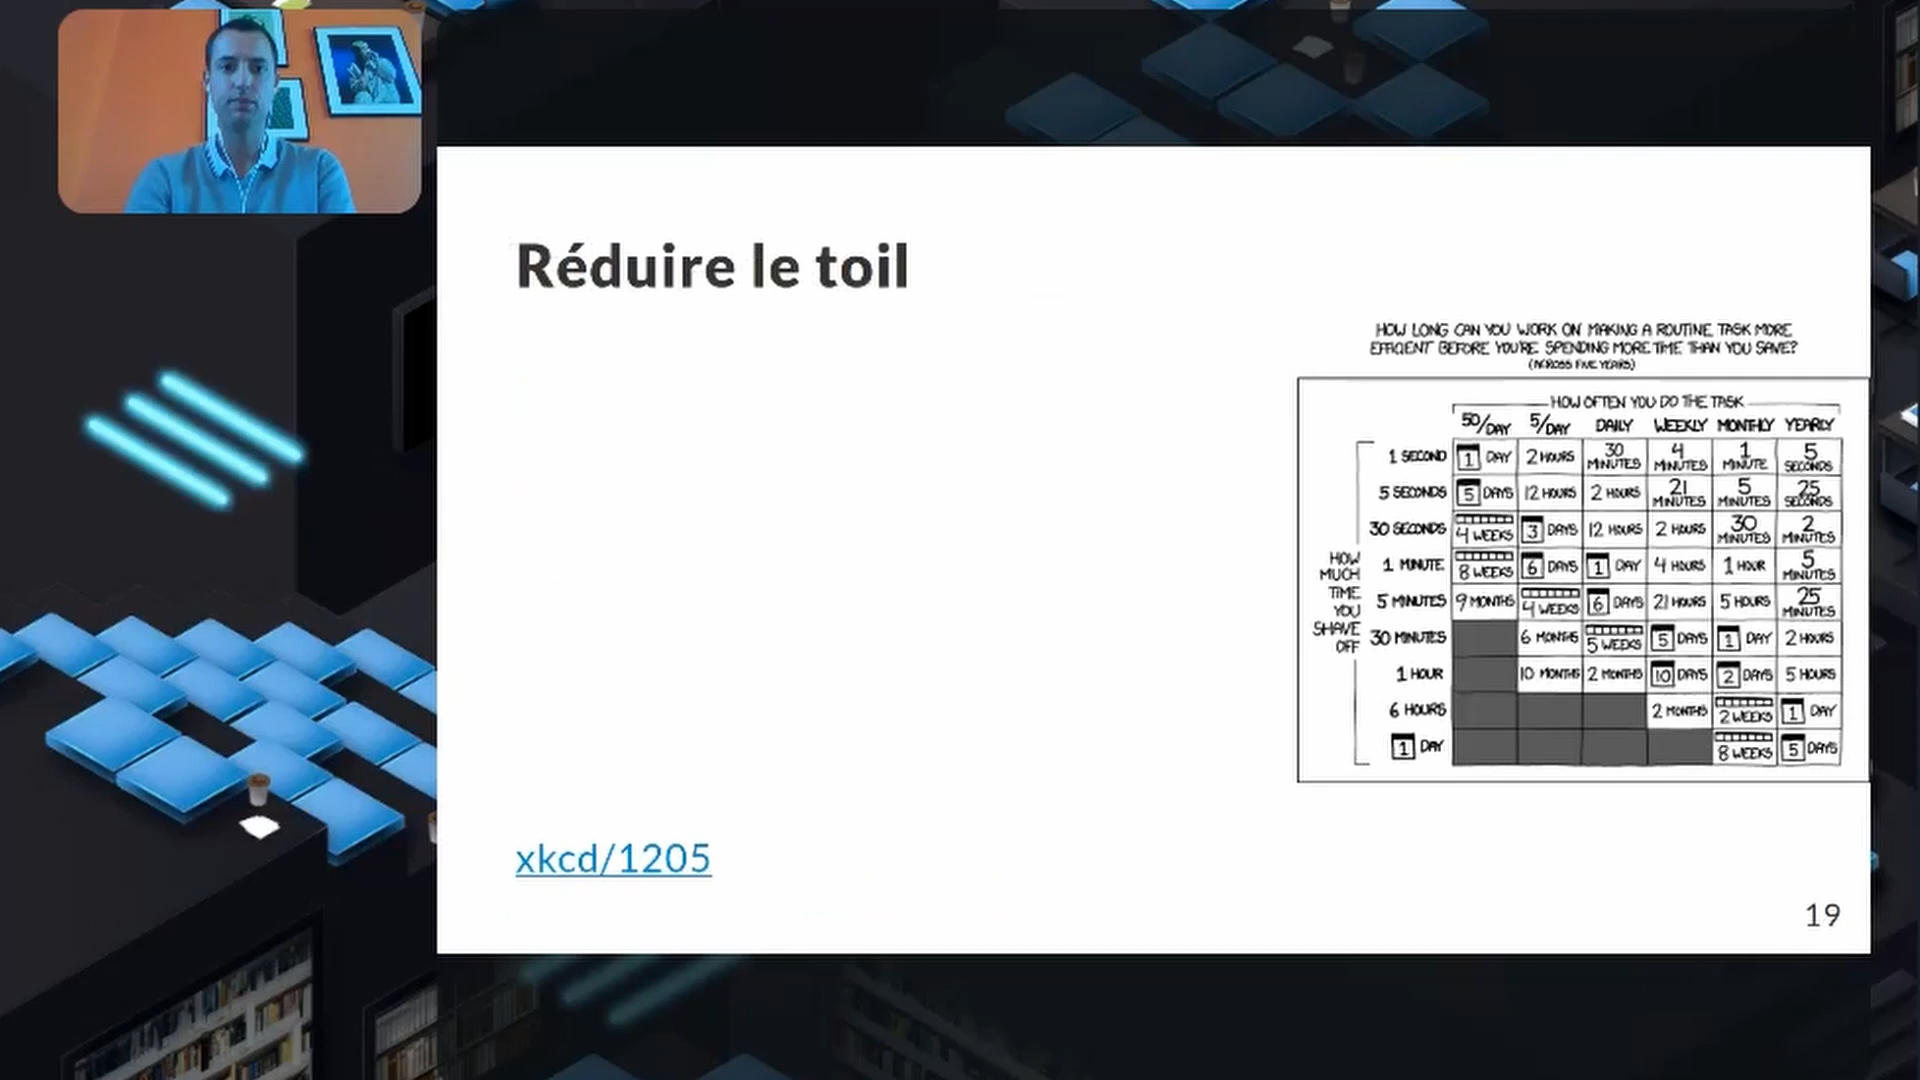 Réduire le toil
HOW LONG CAN YOU WORK ON MAKING A ROUTINE TASK MORE
EFFICIENT BEFORE YOU'RE SPENDING MORE TIME THAN YOU SAVE?
(ACROSS FIVE YEARS)
HOW OFTEN YOU DO THE TASK
50/DAY 5/DAY DAILY WEEKLY MONTHLY YEARLY
1 SECOND 1 DAY 2 HOURS 30 MINUTES 4 MINUTES 1 MINUTE 5 SECONDS
5 SECONDS 5 DAYS 12 HOURS 2 HOURS 21 MINUTES 5 MINUTES 25 SECONDS
30 SECONDS 4 WEEKS 3 DAYS 12 HOURS 2 HOURS 30 MINUTES 2 MINUTES
HOW
MUCH
TIME
YOU
SHAVE
OFF
1 MINUTE 8 WEEKS 6 DAYS 1 DAY 4 HOURS 1 HOUR 5 MINUTES
5 MINUTES 9 MONTHS 4 WEEKS 6 DAYS 21 HOURS 5 HOURS 25 MINUTES
30 MINUTES 6 MONTHS 5 WEEKS 5 DAYS 1 DAY 2 HOURS
1 HOUR 10 MONTHS 2 MONTHS 10 DAYS 2 DAYS 5 HOURS
6 HOURS 2 MONTHS 2 WEEKS 1 DAY
1 DAY 8 WEEKS 5 DAYS
xkcd/1205
19